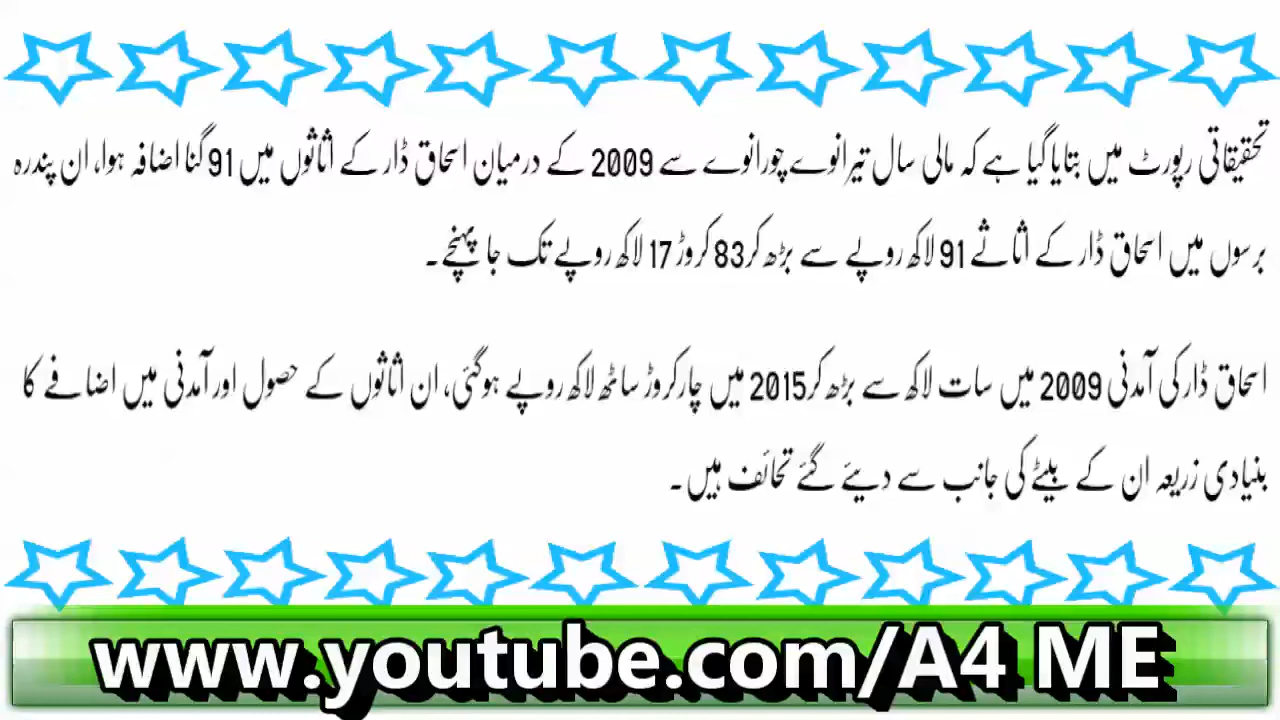 تحقیقاتی رپورٹ میں بتایا گیا ہے کہ مالی سال تیرانوے چورانوے سے 2009 کے درمیان اسحاق ڈار کے اثاثوں میں 91 گنا اضافہ ہوا، ان پندرہ
برسوں میں اسحاق ڈار کے اثاثے 91 لاکھ روپے سے بڑھ کر 83 کروڑ 17 لاکھ روپے تک جا پہنچے۔
اسحاق ڈار کی آمدنی 2009 میں سات لاکھ سے بڑھ کر 2015 میں چار کروڑ ساٹھ لاکھ روپے ہوگئی، ان اثاثوں کے حصول اور آمدنی میں اضافے کا
بنیادی زریعہ ان کے بیٹے کی جانب سے دیئے گئے تحائف ہیں۔
www.youtube.com/A4 ME